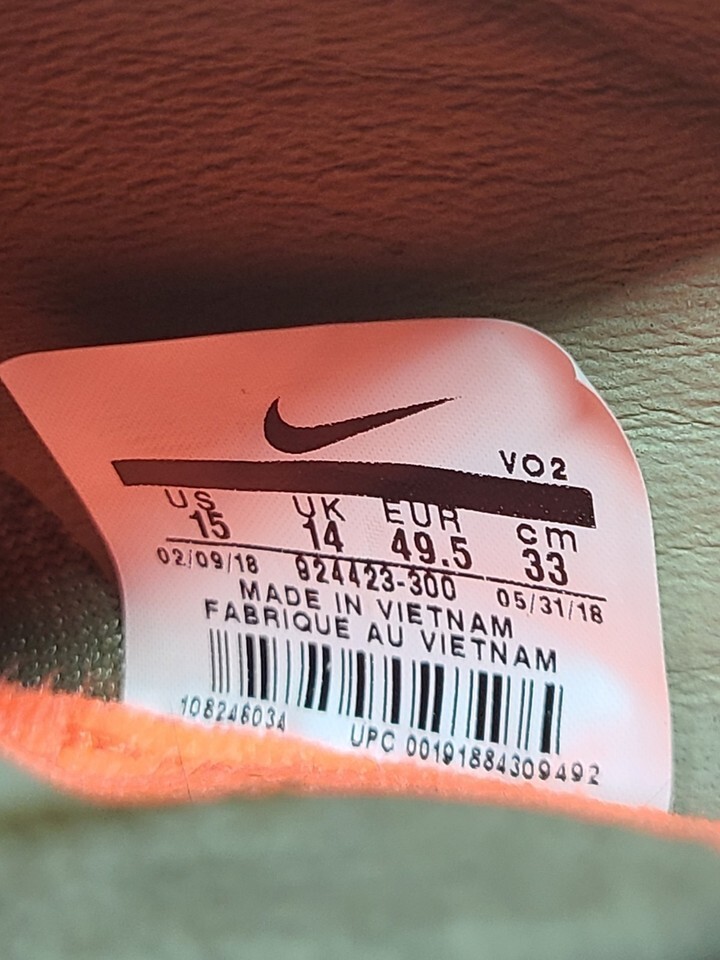 VO2
US UK EUR cm
15 14 49.5 33
02/09/18 924423-300 05/31/18
MADE IN VIETNAM
FABRIQUE AU VIETNAM
108246034 UPC 00191884309492